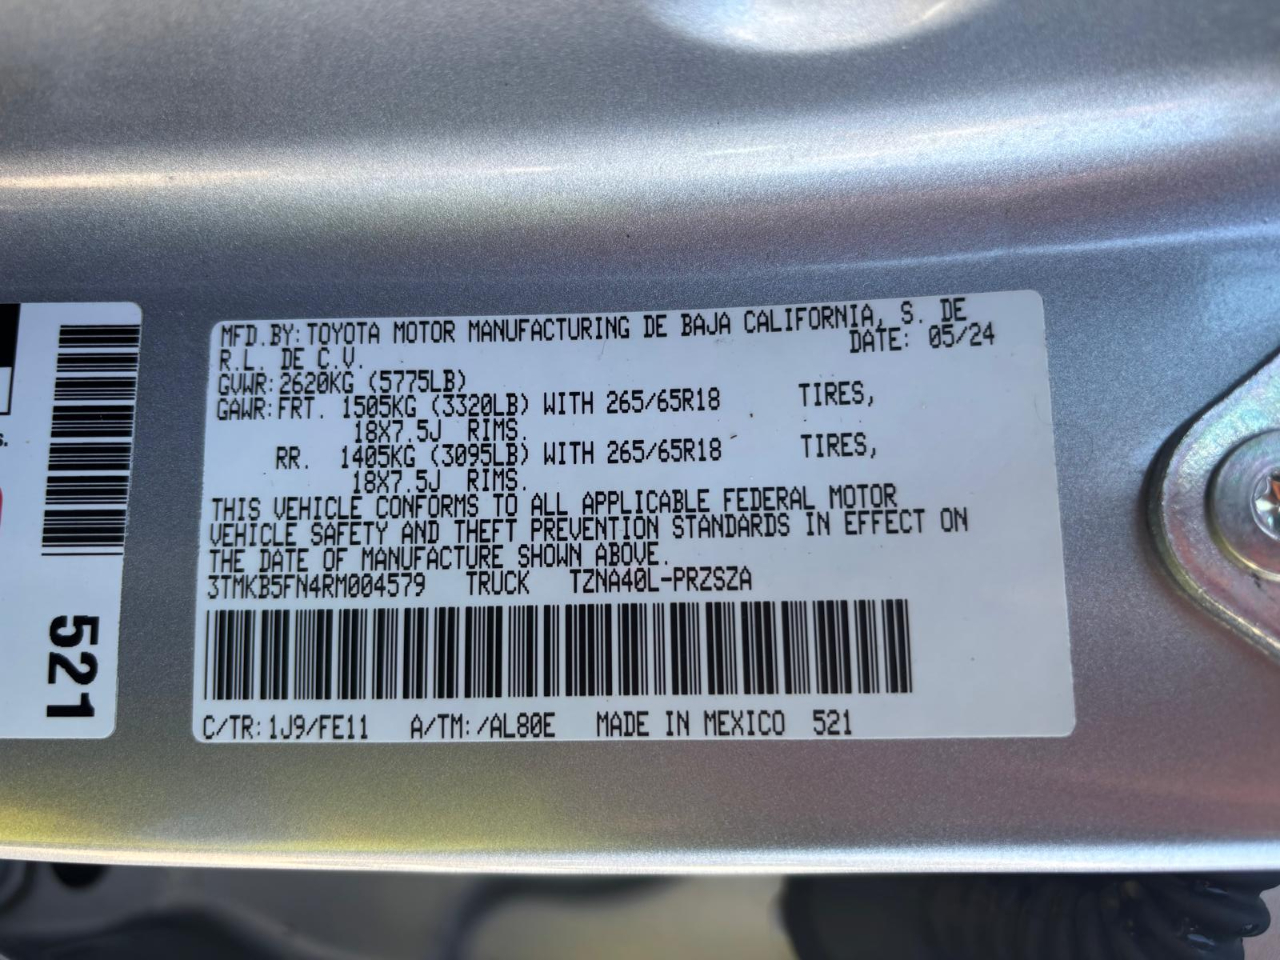 MFD.BY: TOYOTA MOTOR MANUFACTURING DE BAJA CALIFORNIA, S. DE
R.L. DE C.V. DATE: 05/24
GVWR: 2620KG (5775LB)
GAWR: FRT. 1505KG (3320LB) WITH 265/65R18 TIRES,
18X7.5J RIMS.
RR. 1405KG (3095LB) WITH 265/65R18 TIRES,
18X7.5J RIMS.
THIS VEHICLE CONFORMS TO ALL APPLICABLE FEDERAL MOTOR
VEHICLE SAFETY AND THEFT PREVENTION STANDARDS IN EFFECT ON
THE DATE OF MANUFACTURE SHOWN ABOVE.
3TMKB5FN4RM004579 TRUCK TZNA40L-PRZSZA
C/TR: 1J9/FE11 A/TM: /AL80E MADE IN MEXICO 521
521